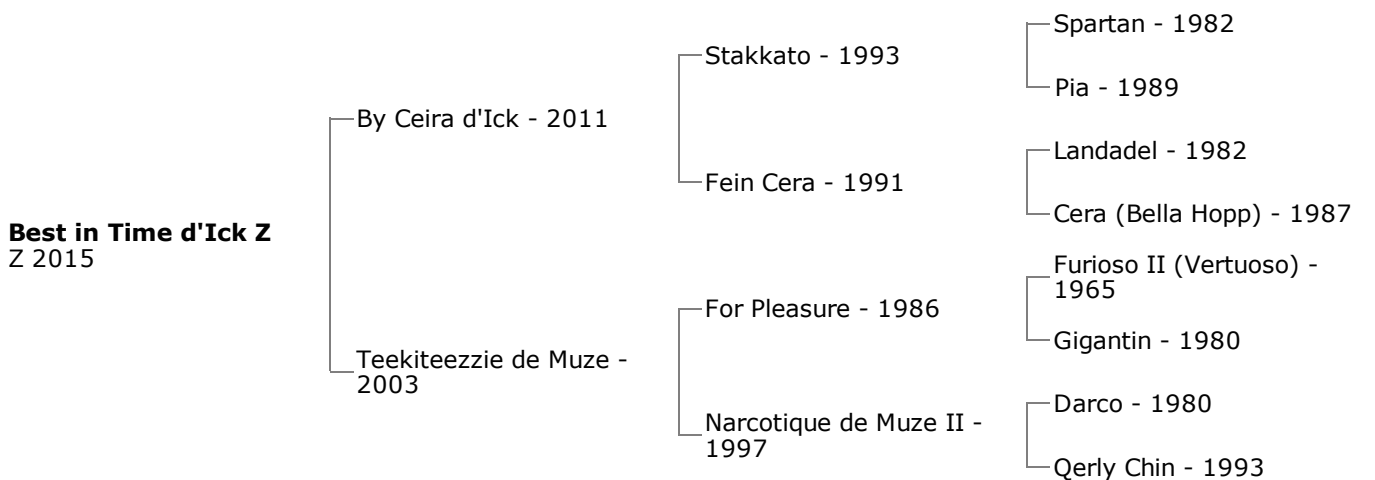 Spartan - 1982
Stakkato - 1993
Pia - 1989
By Ceira d'Ick - 2011
Landadel - 1982
Fein Cera - 1991
Cera (Bella Hopp) - 1987
Best in Time d'Ick Z
Z 2015
Furioso II (Vertuoso) -
1965
For Pleasure - 1986
Gigantin - 1980
Teekiteezzie de Muze -
2003
Darco - 1980
Narcotique de Muze II -
1997
Qerly Chin - 1993